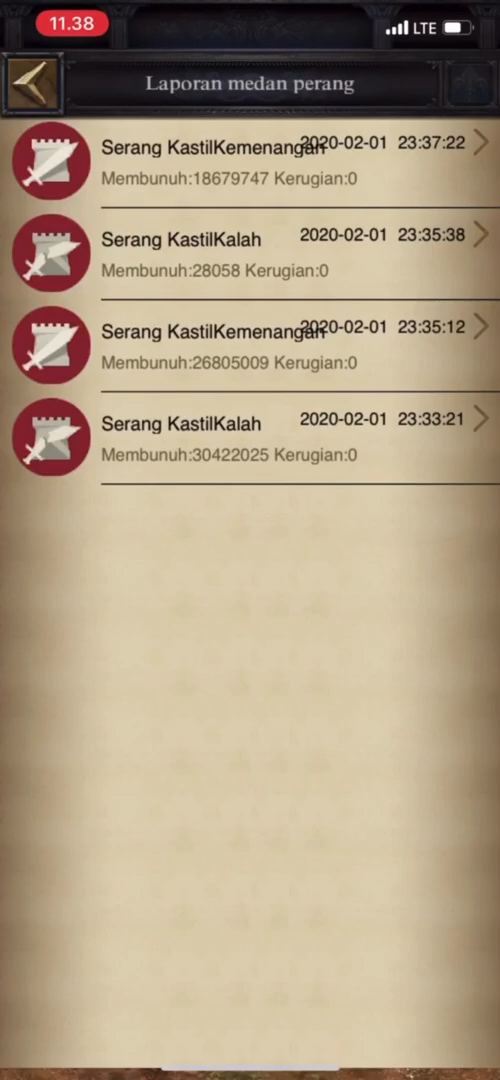 11.38
LTE
Laporan medan perang
Serang KastilKemenangan 2020-02-01 23:37:22
Membunuh:18679747 Kerugian:0
Serang KastilKalah 2020-02-01 23:35:38
Membunuh:28058 Kerugian:0
Serang KastilKemenangan 2020-02-01 23:35:12
Membunuh:26805009 Kerugian:0
Serang KastilKalah 2020-02-01 23:33:21
Membunuh:30422025 Kerugian:0